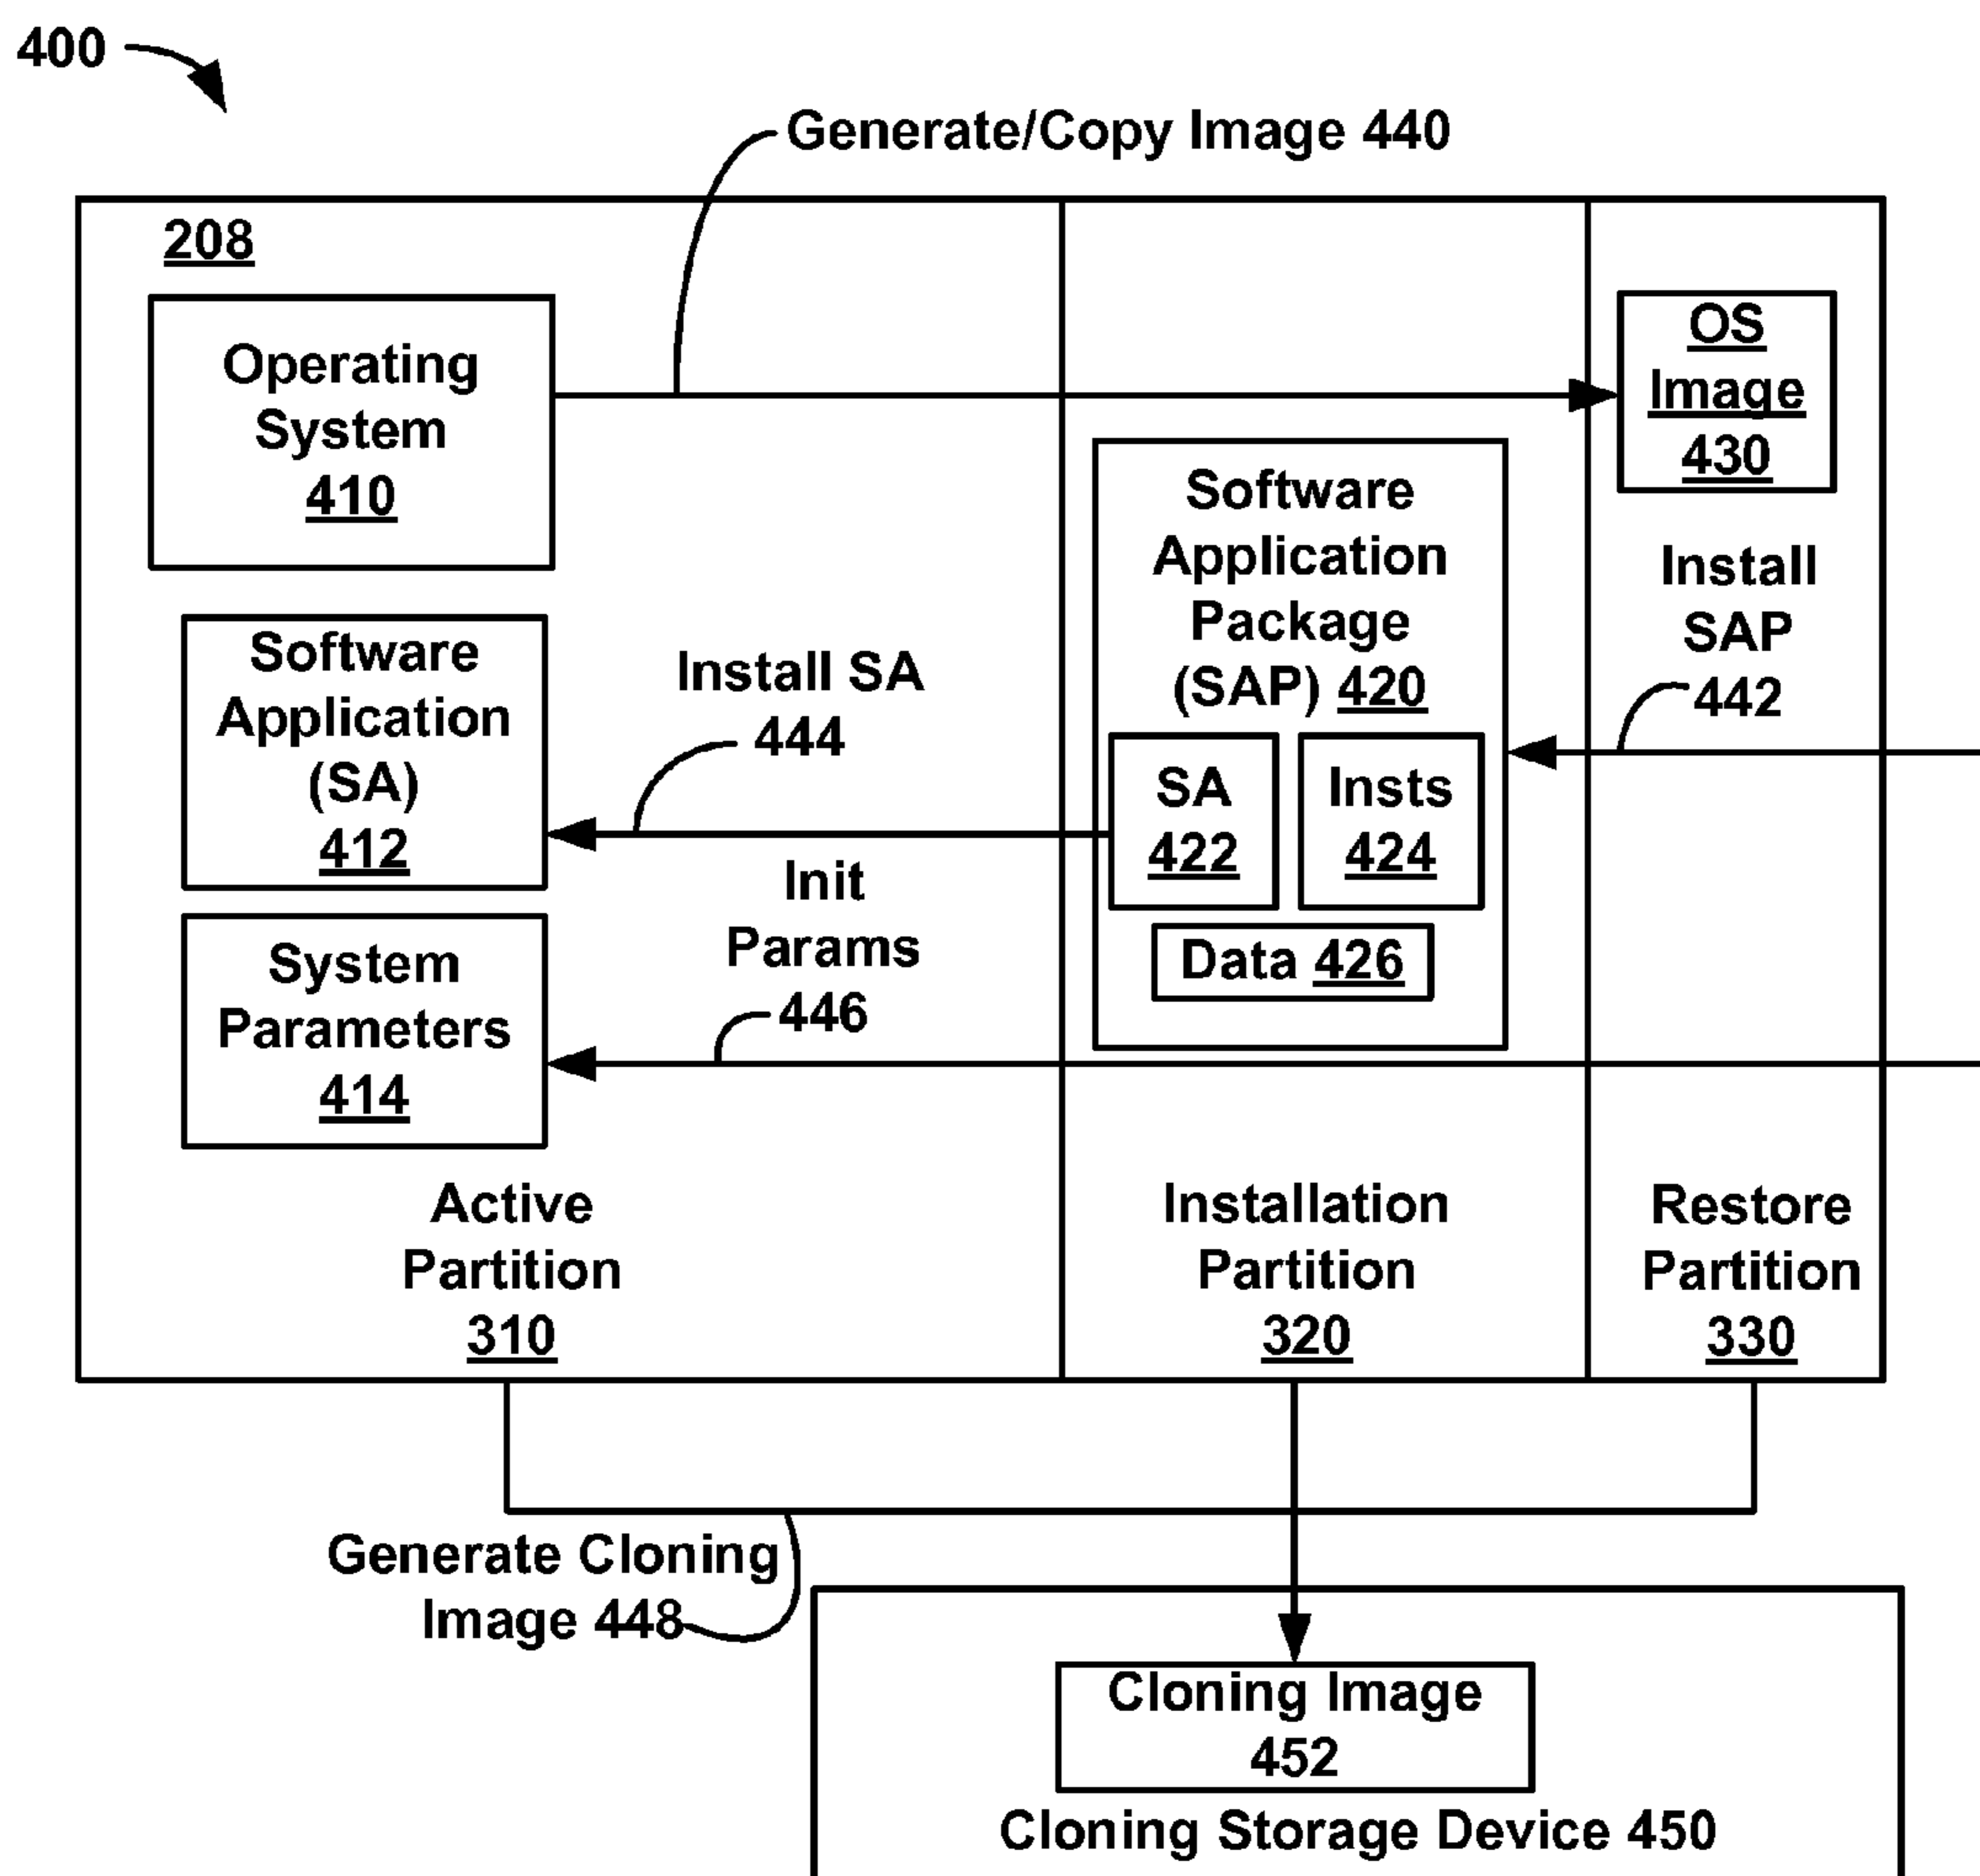 400
Generate/Copy Image 440
208
Operating
System
410
OS
Image
430
Software
Application
Package
(SAP) 420
Install
SAP
442
Software
Application
(SA)
412
Install SA
444
SA
422
Insts
424
Data 426
Init
Params
446
System
Parameters
414
Active
Partition
310
Installation
Partition
320
Restore
Partition
330
Generate Cloning
Image 448
Cloning Image
452
Cloning Storage Device 450